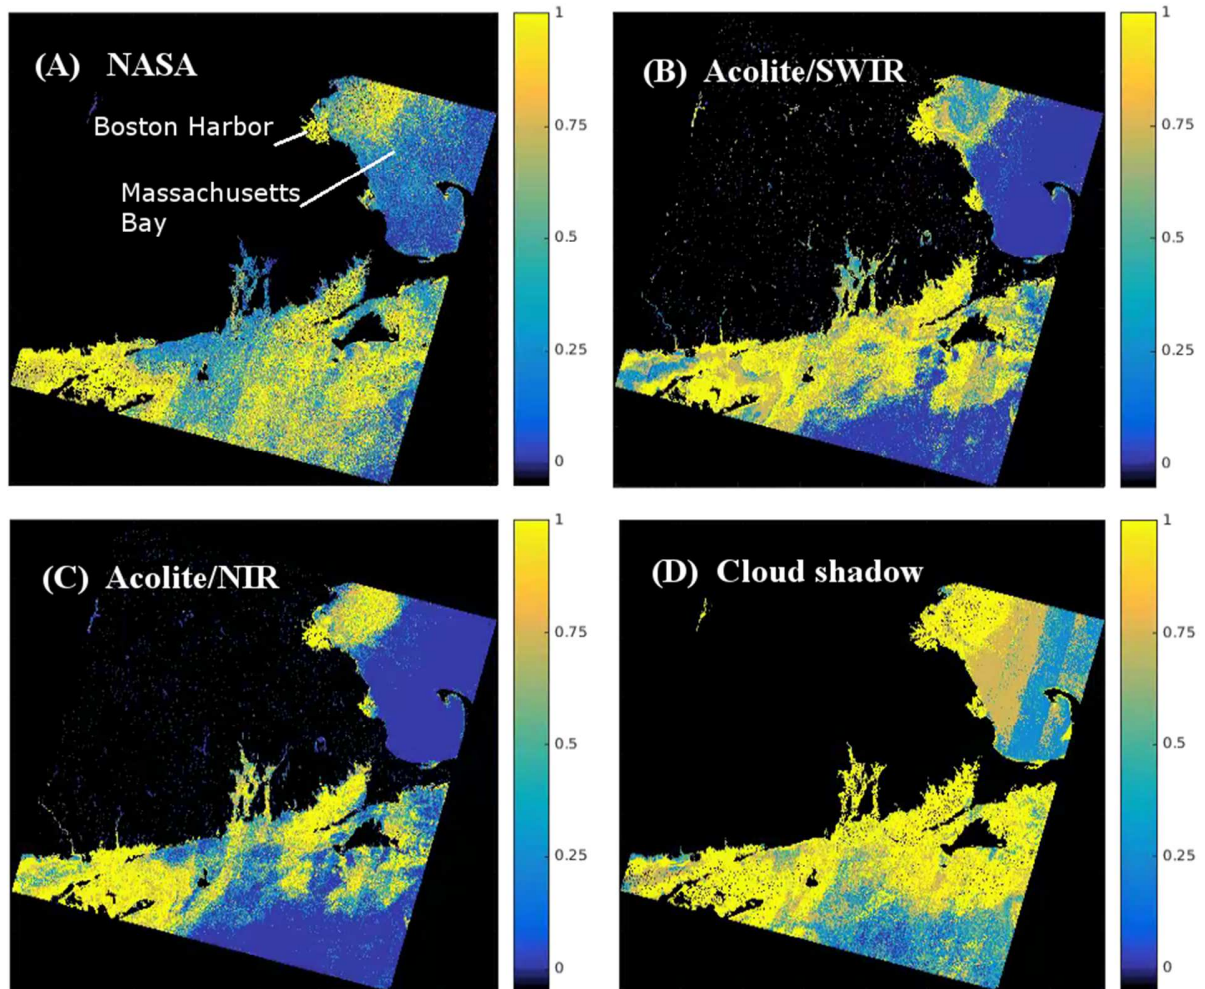 (A) NASA
Boston Harbor
Massachusetts
Bay
1
0.75
0.5
0.25
0
(B) Acolite/SWIR
1
0.75
0.5
0.25
0
(C) Acolite/NIR
1
0.75
0.5
0.25
0
(D) Cloud shadow
1
0.75
0.5
0.25
0